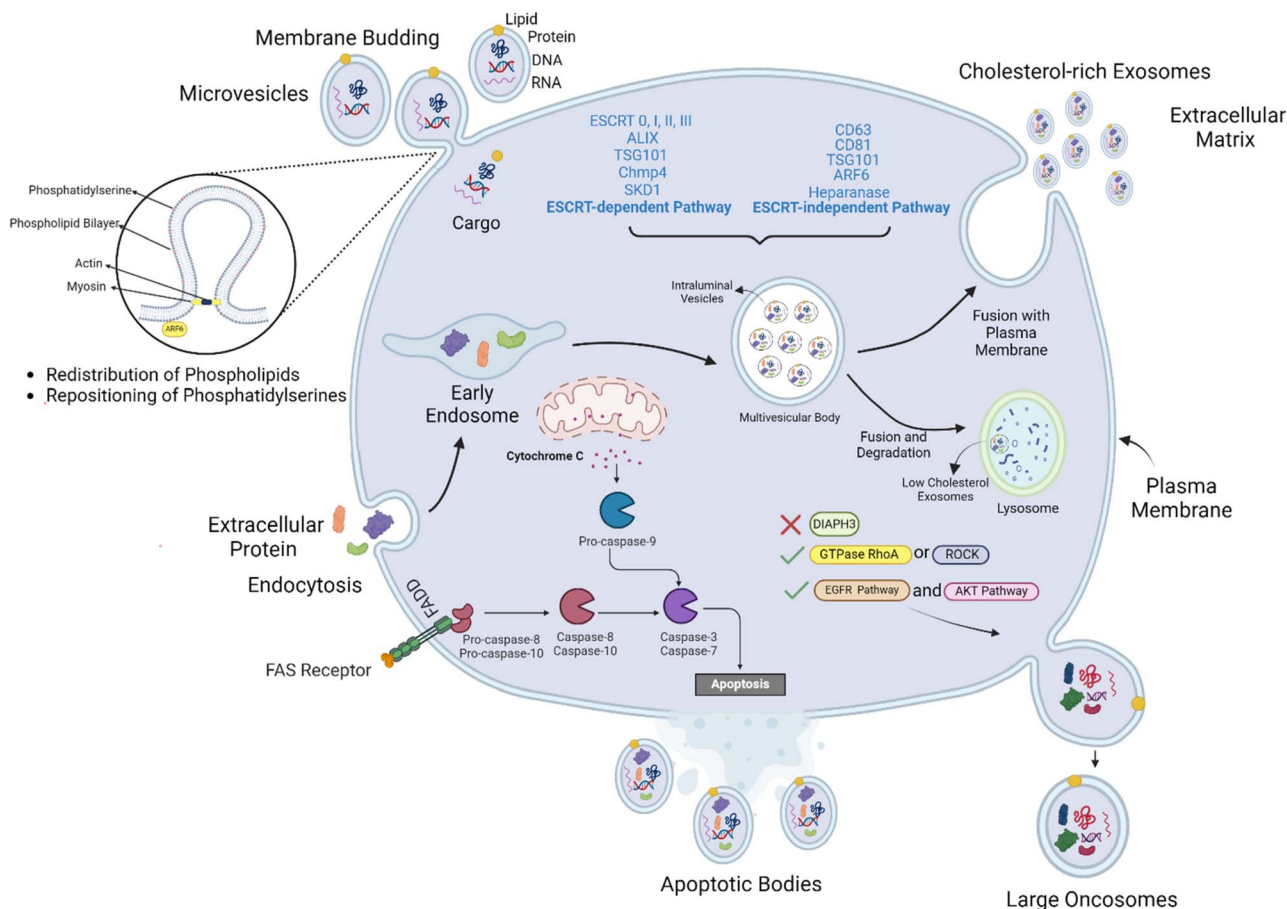 Membrane Budding
Microvesicles
Lipid
Protein
DNA
RNA
Cholesterol-rich Exosomes
Extracellular
Matrix
ESCRT 0, I, II, III
ALIX
TSG101
Chmp4
SKD1
ESCRT-dependent Pathway
CD63
CD81
TSG101
ARF6
Heparanase
ESCRT-independent Pathway
Cargo
Phosphatidylserine
Phospholipid Bilayer
Actin
Myosin
ARF6
• Redistribution of Phospholipids
• Repositioning of Phosphatidylserines
Intraluminal
Vesicles
Multivesicular Body
Fusion with
Plasma
Membrane
Early
Endosome
Fusion and
Degradation
Low Cholesterol
Exosomes
Lysosome
Plasma
Membrane
Cytochrome C
Pro-caspase-9
Extracellular
Protein
Endocytosis
DIAPH3
GTPase RhoA or ROCK
EGFR Pathway and AKT Pathway
FADD
FAS Receptor
Pro-caspase-8
Pro-caspase-10
Caspase-8
Caspase-10
Caspase-3
Caspase-7
Apoptosis
Apoptotic Bodies
Large Oncosomes